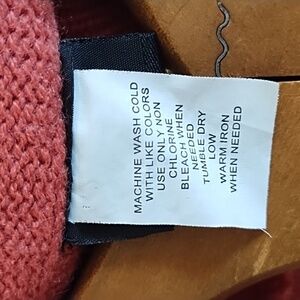 MACHINE WASH COLD
WITH LIKE COLORS
USE ONLY NON
CHLORINE
BLEACH WHEN
NEEDED
TUMBLE DRY
LOW
WARM IRON
WHEN NEEDED